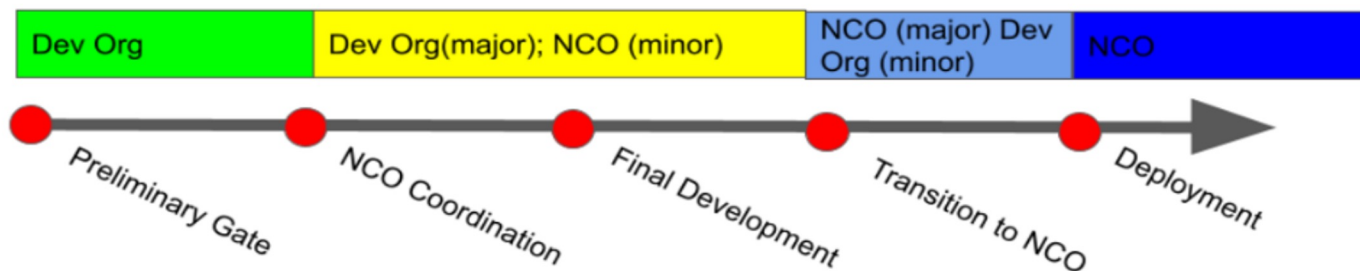 Dev Org
Dev Org(major); NCO (minor)
NCO (major) Dev
Org (minor)
NCO
Preliminary Gate
NCO Coordination
Final Development
Transition to NCO
Deployment